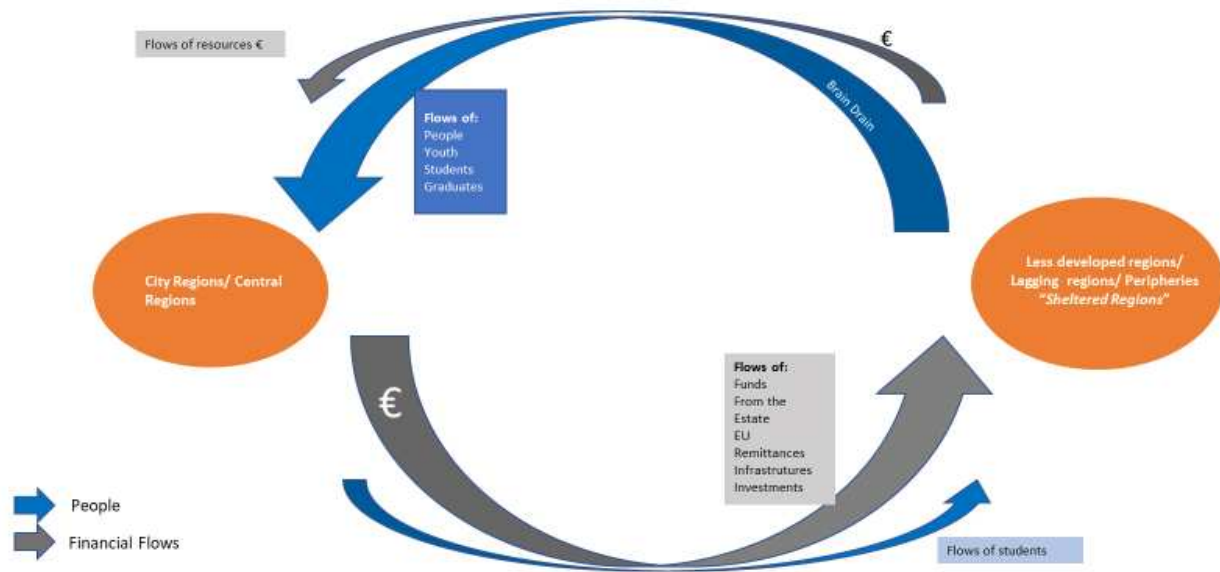 Flows of resources €
€
Brain Drain
Flows of:
People
Youth
Students
Graduates
City Regions/ Central
Regions
Less developed regions/
Lagging regions/ Peripheries
"Sheltered Regions"
€
Flows of:
Funds
From the
Estate
EU
Remittances
Infrastrutures
Investments
People
Financial Flows
Flows of students